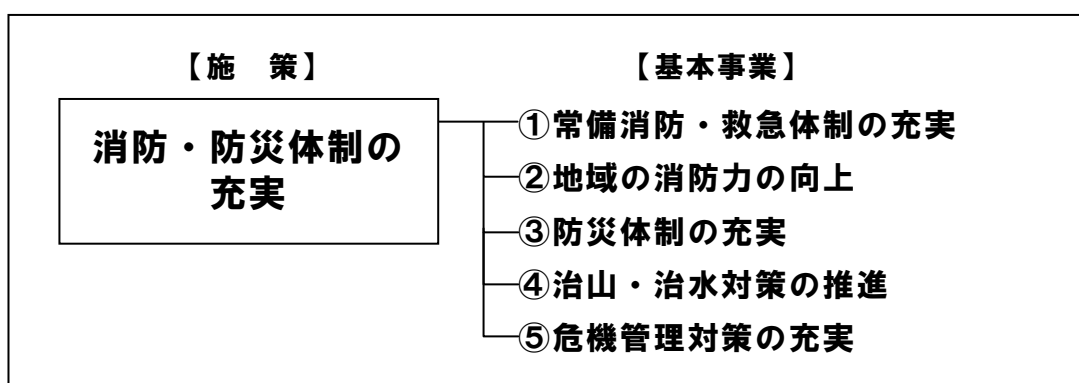 【施　策】
【基本事業】
消防・防災体制の
充実
①常備消防・救急体制の充実
②地域の消防力の向上
③防災体制の充実
④治山・治水対策の推進
⑤危機管理対策の充実